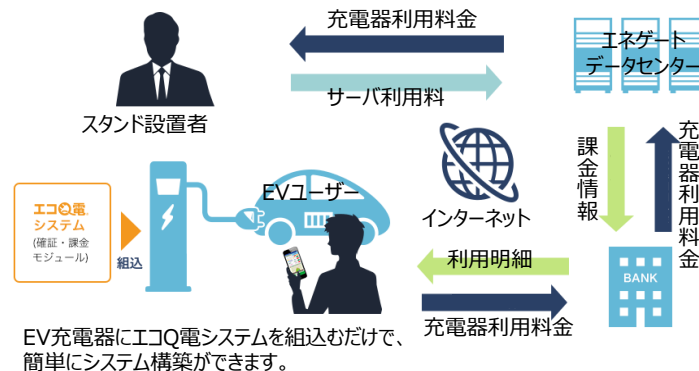 充電器利用料金
エネゲート
データセンター
サーバ利用料
スタンド設置者
充電器利用料金
課金情報
EVユーザー
インターネット
エコQ電
システム
(確証・課金
モジュール)
組込
利用明細
BANK
充電器利用料金
EV充電器にエコQ電システムを組込むだけで、
簡単にシステム構築ができます。